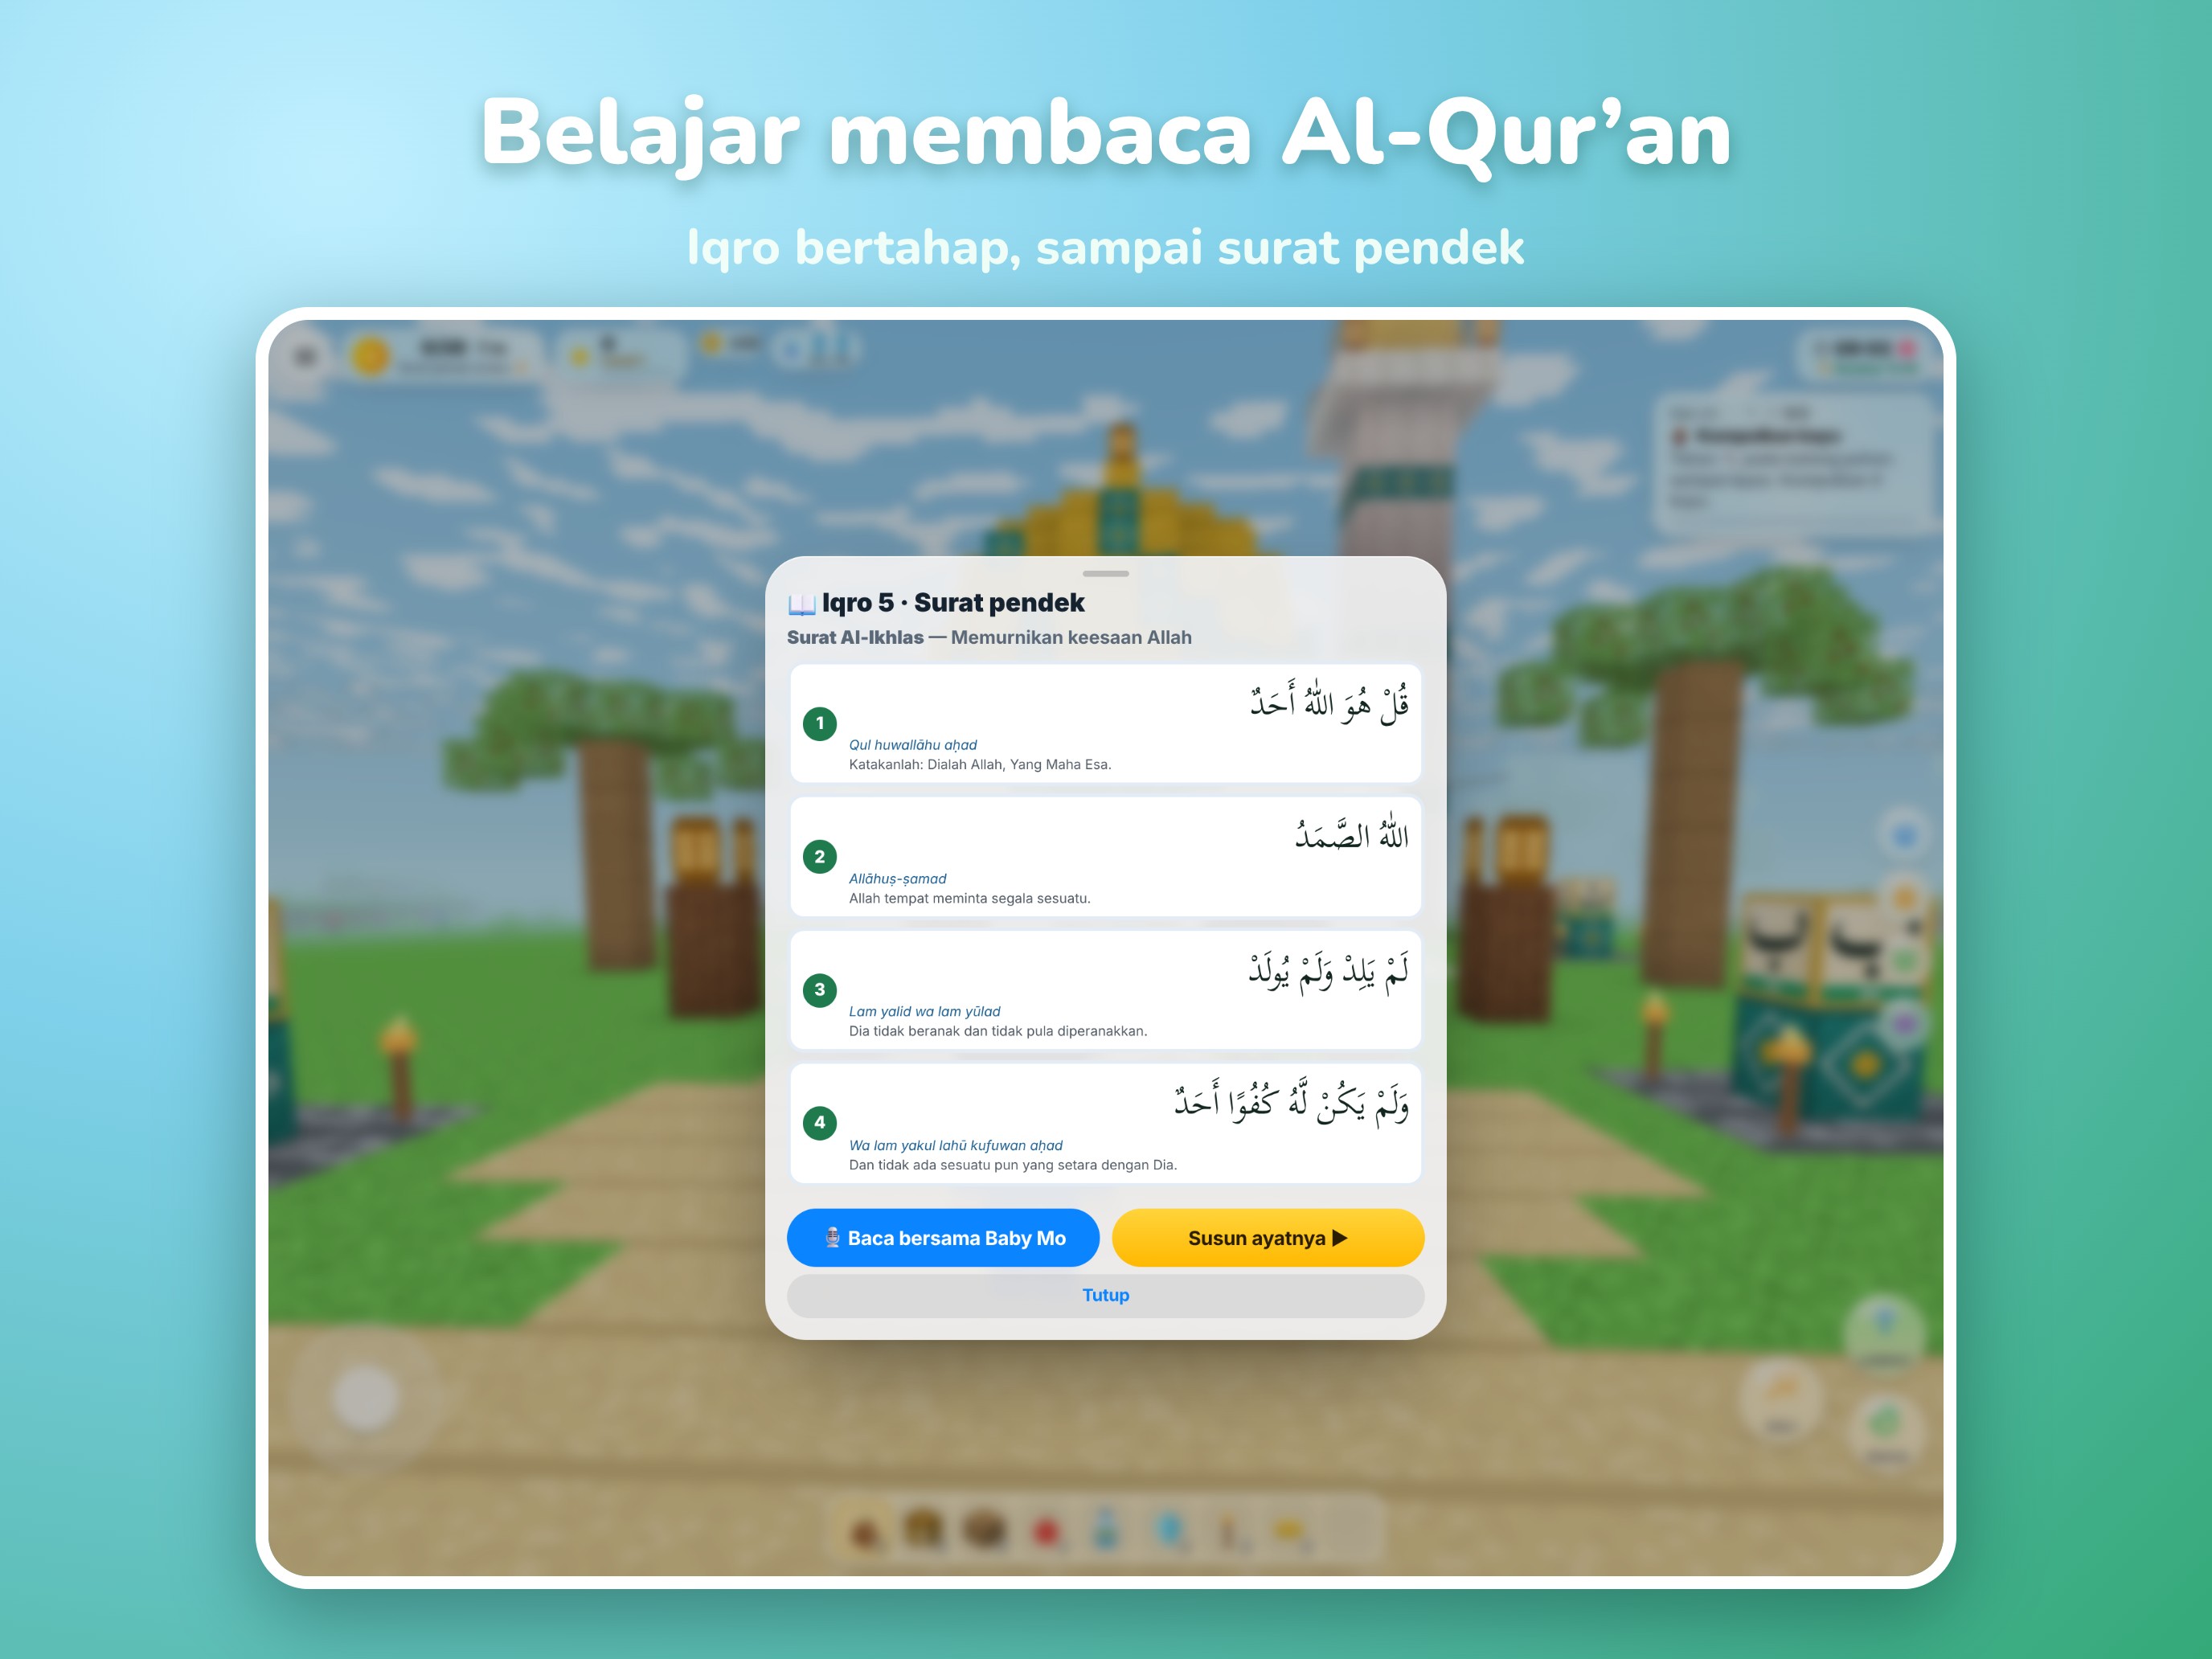 Belajar membaca Al-Qur’an
Iqro bertahap, sampai surat pendek
Iqro 5 · Surat pendek
Surat Al-Ikhlas — Memurnikan keesaan Allah
1
قُلْ هُوَ اللّٰهُ أَحَدٌ
Qul huwallāhu aḥad
Katakanlah: Dialah Allah, Yang Maha Esa.
2
اللّٰهُ الصَّمَدُ
Allāhuṣ-ṣamad
Allah tempat meminta segala sesuatu.
3
لَمْ يَلِدْ وَلَمْ يُولَدْ
Lam yalid wa lam yūlad
Dia tidak beranak dan tidak pula diperanakkan.
4
وَلَمْ يَكُنْ لَّهُ كُفُوًا أَحَدٌ
Wa lam yakul lahū kufuwan aḥad
Dan tidak ada sesuatu pun yang setara dengan Dia.
Baca bersama Baby Mo
Susun ayatnya ▶
Tutup
ب ب